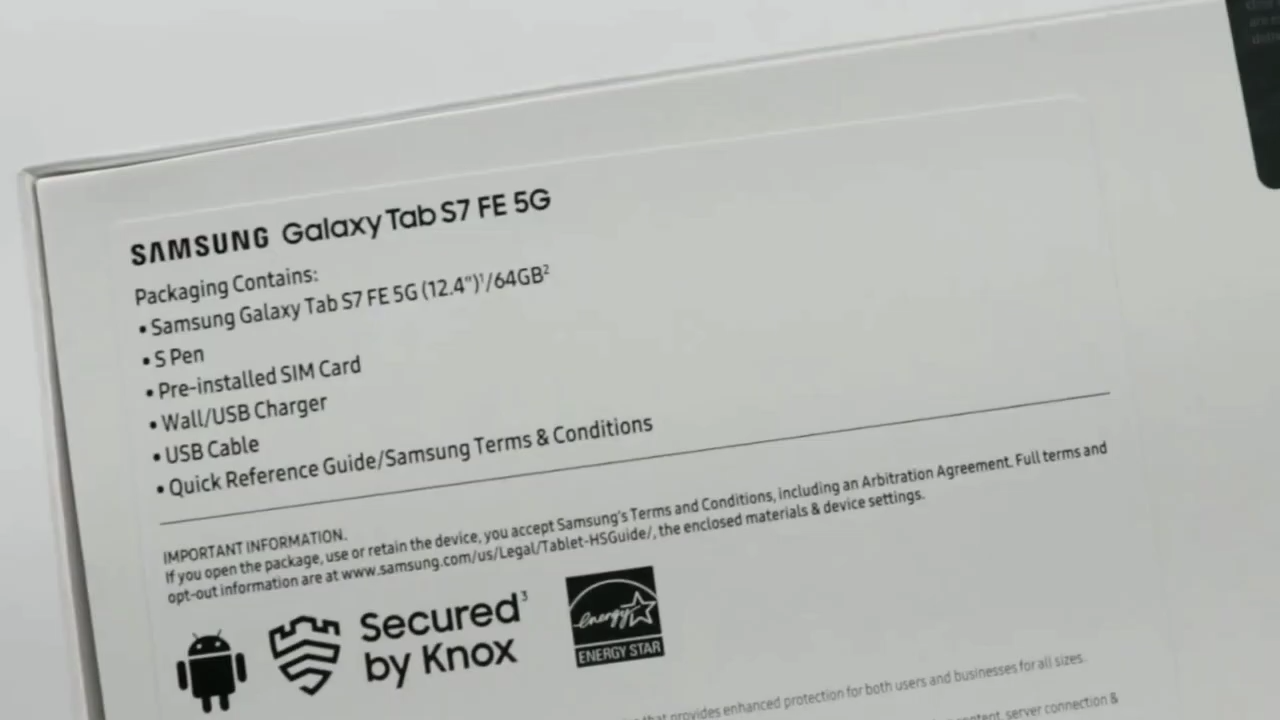 SAMSUNG Galaxy Tab S7 FE 5G
Packaging Contains:
• Samsung Galaxy Tab S7 FE 5G (12.4")¹/64GB²
• S Pen
• Pre-installed SIM Card
• Wall/USB Charger
• USB Cable
• Quick Reference Guide/Samsung Terms & Conditions
IMPORTANT INFORMATION.
If you open the package, use or retain the device, you accept Samsung's Terms and Conditions, including an Arbitration Agreement. Full terms and
opt-out information are at www.samsung.com/us/Legal/Tablet-HSGuide/, the enclosed materials & device settings.
Secured³
by Knox
energy
ENERGY STAR
that provides enhanced protection for both users and businesses for all sizes.
server connection &